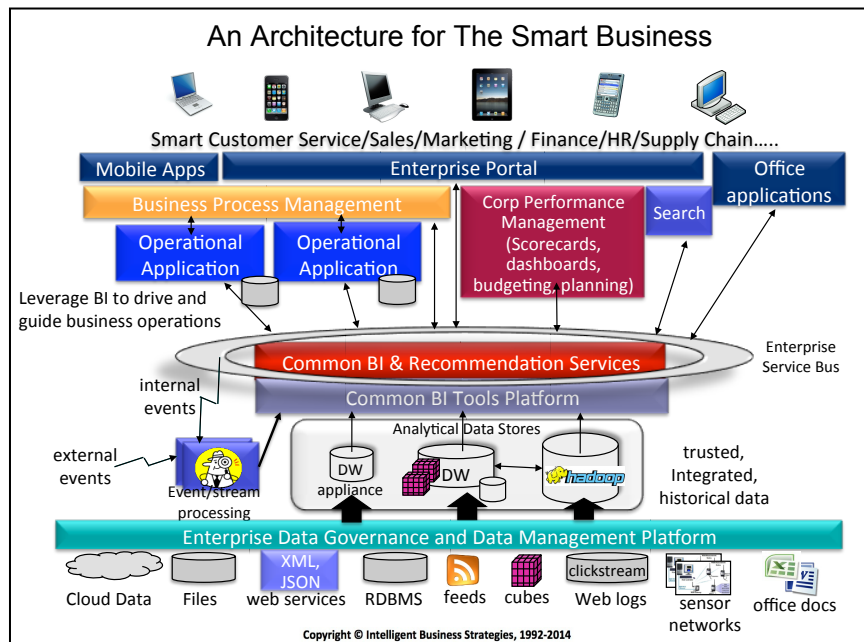 An Architecture for The Smart Business
Smart Customer Service/Sales/Marketing / Finance/HR/Supply Chain.....
Mobile Apps
Enterprise Portal
Office
applications
Business Process Management
Corp Performance
Management
(Scorecards,
dashboards,
budgeting, planning)
Search
Operational
Application
Operational
Application
Leverage BI to drive and
guide business operations
Common BI & Recommendation Services
Enterprise
Service Bus
Common BI Tools Platform
internal
events
external
events
Event/stream
processing
Analytical Data Stores
DW
appliance
DW
hadoop
trusted,
Integrated,
historical data
Enterprise Data Governance and Data Management Platform
Cloud Data
Files
XML,
JSON
web services
RDBMS
feeds
cubes
clickstream
Web logs
sensor
networks
office docs
Copyright © Intelligent Business Strategies, 1992-2014